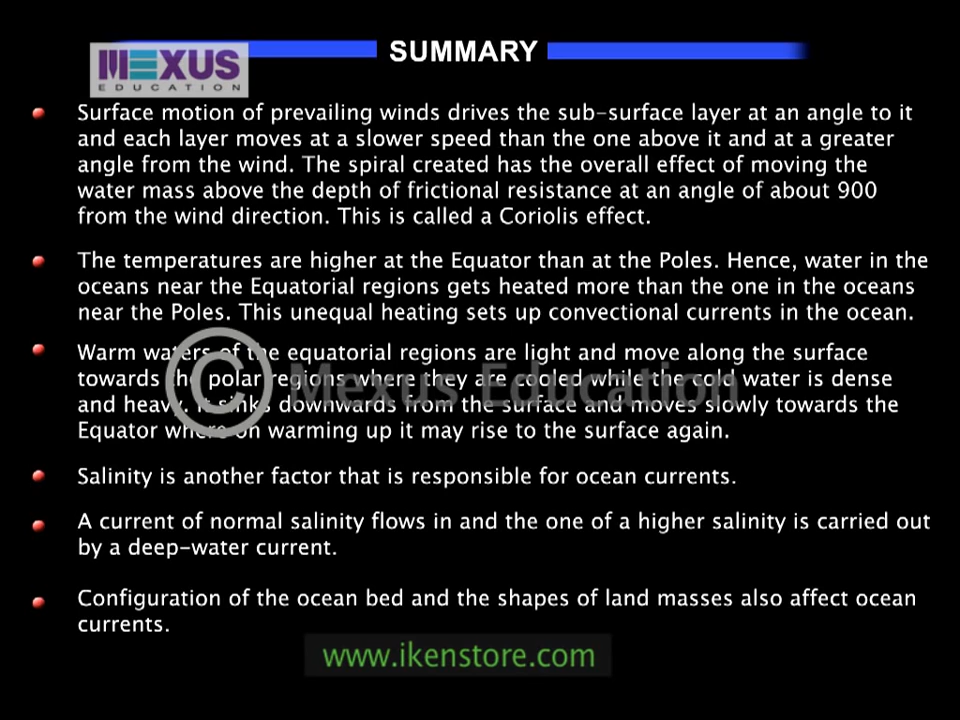 SUMMARY
MEXUS
EDUCATION
Surface motion of prevailing winds drives the sub-surface layer at an angle to it
and each layer moves at a slower speed than the one above it and at a greater
angle from the wind. The spiral created has the overall effect of moving the
water mass above the depth of frictional resistance at an angle of about 900
from the wind direction. This is called a Coriolis effect.
The temperatures are higher at the Equator than at the Poles. Hence, water in the
oceans near the Equatorial regions gets heated more than the one in the oceans
near the Poles. This unequal heating sets up convectional currents in the ocean.
Warm waters of the equatorial regions are light and move along the surface
towards the polar regions where they are cooled while the cold water is dense
and heavy. It sinks downwards from the surface and moves slowly towards the
Equator where on warming up it may rise to the surface again.
© Mexus Education
Salinity is another factor that is responsible for ocean currents.
A current of normal salinity flows in and the one of a higher salinity is carried out
by a deep-water current.
Configuration of the ocean bed and the shapes of land masses also affect ocean
currents.
www.ikenstore.com